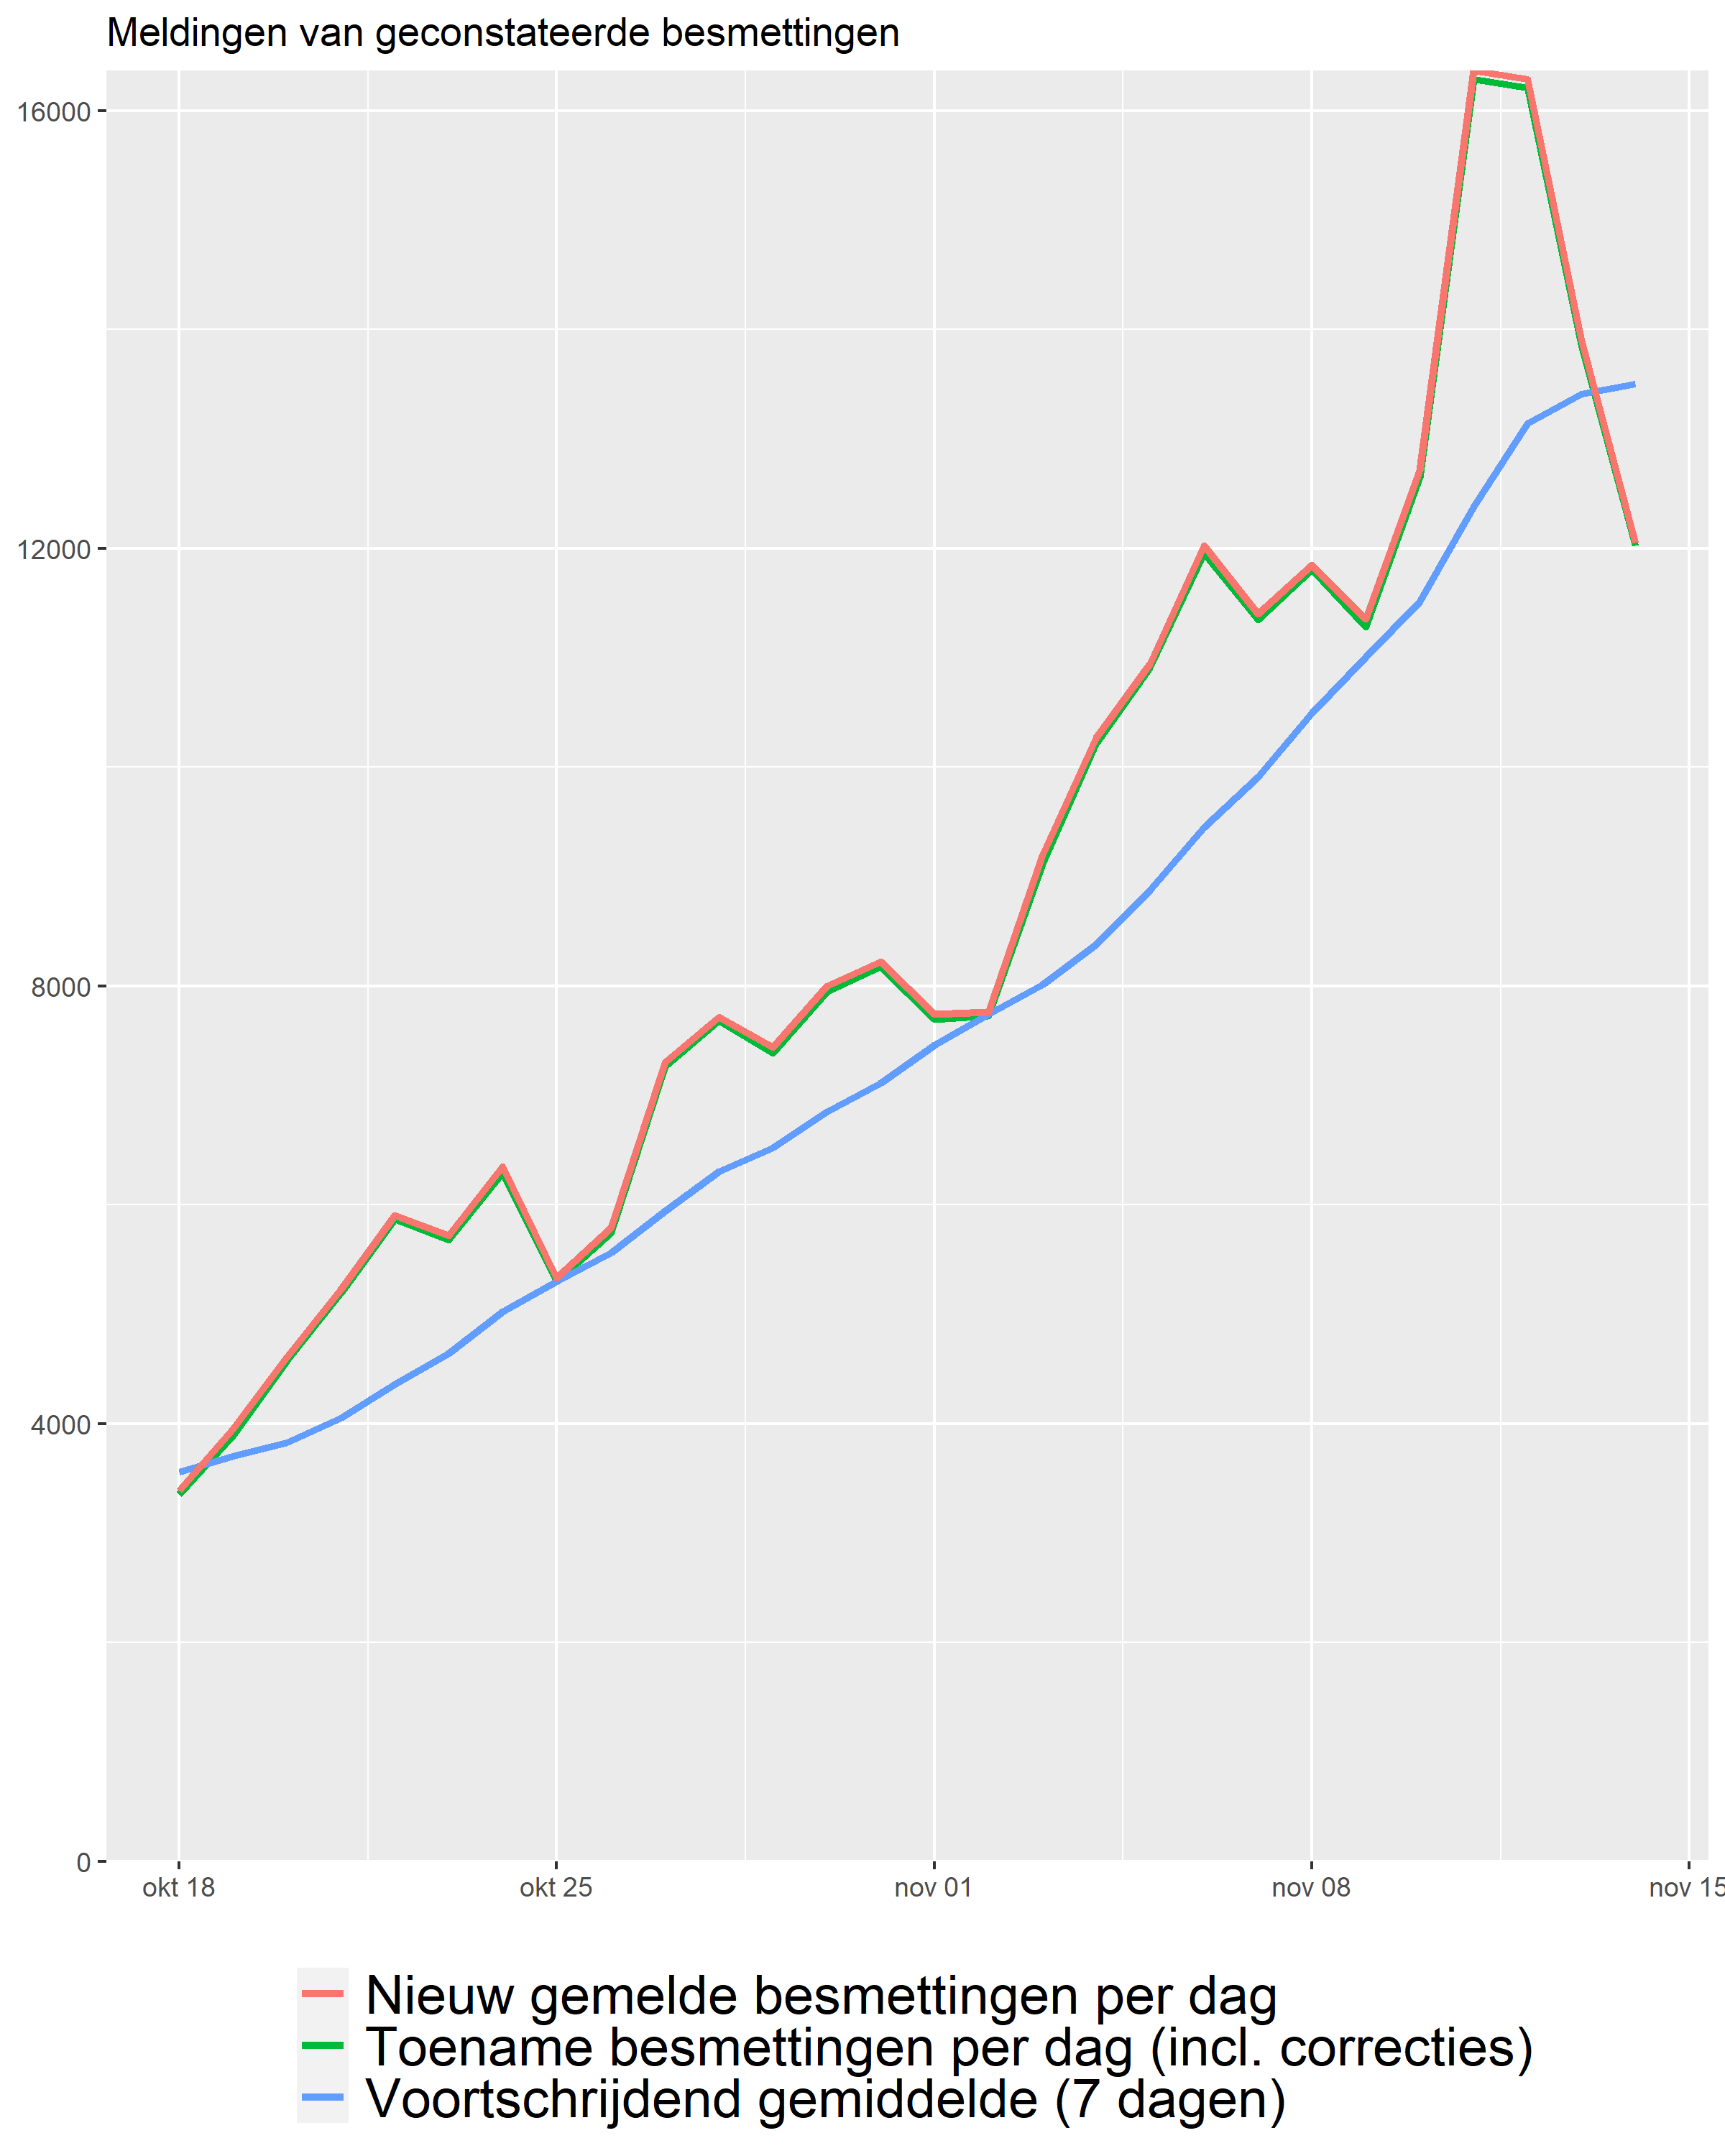 Meldingen van geconstateerde besmettingen
16000
12000
8000
4000
0
okt 18 okt 25 nov 01 nov 08 nov 15
Nieuw gemelde besmettingen per dag
Toename besmettingen per dag (incl. correcties)
Voortschrijdend gemiddelde (7 dagen)